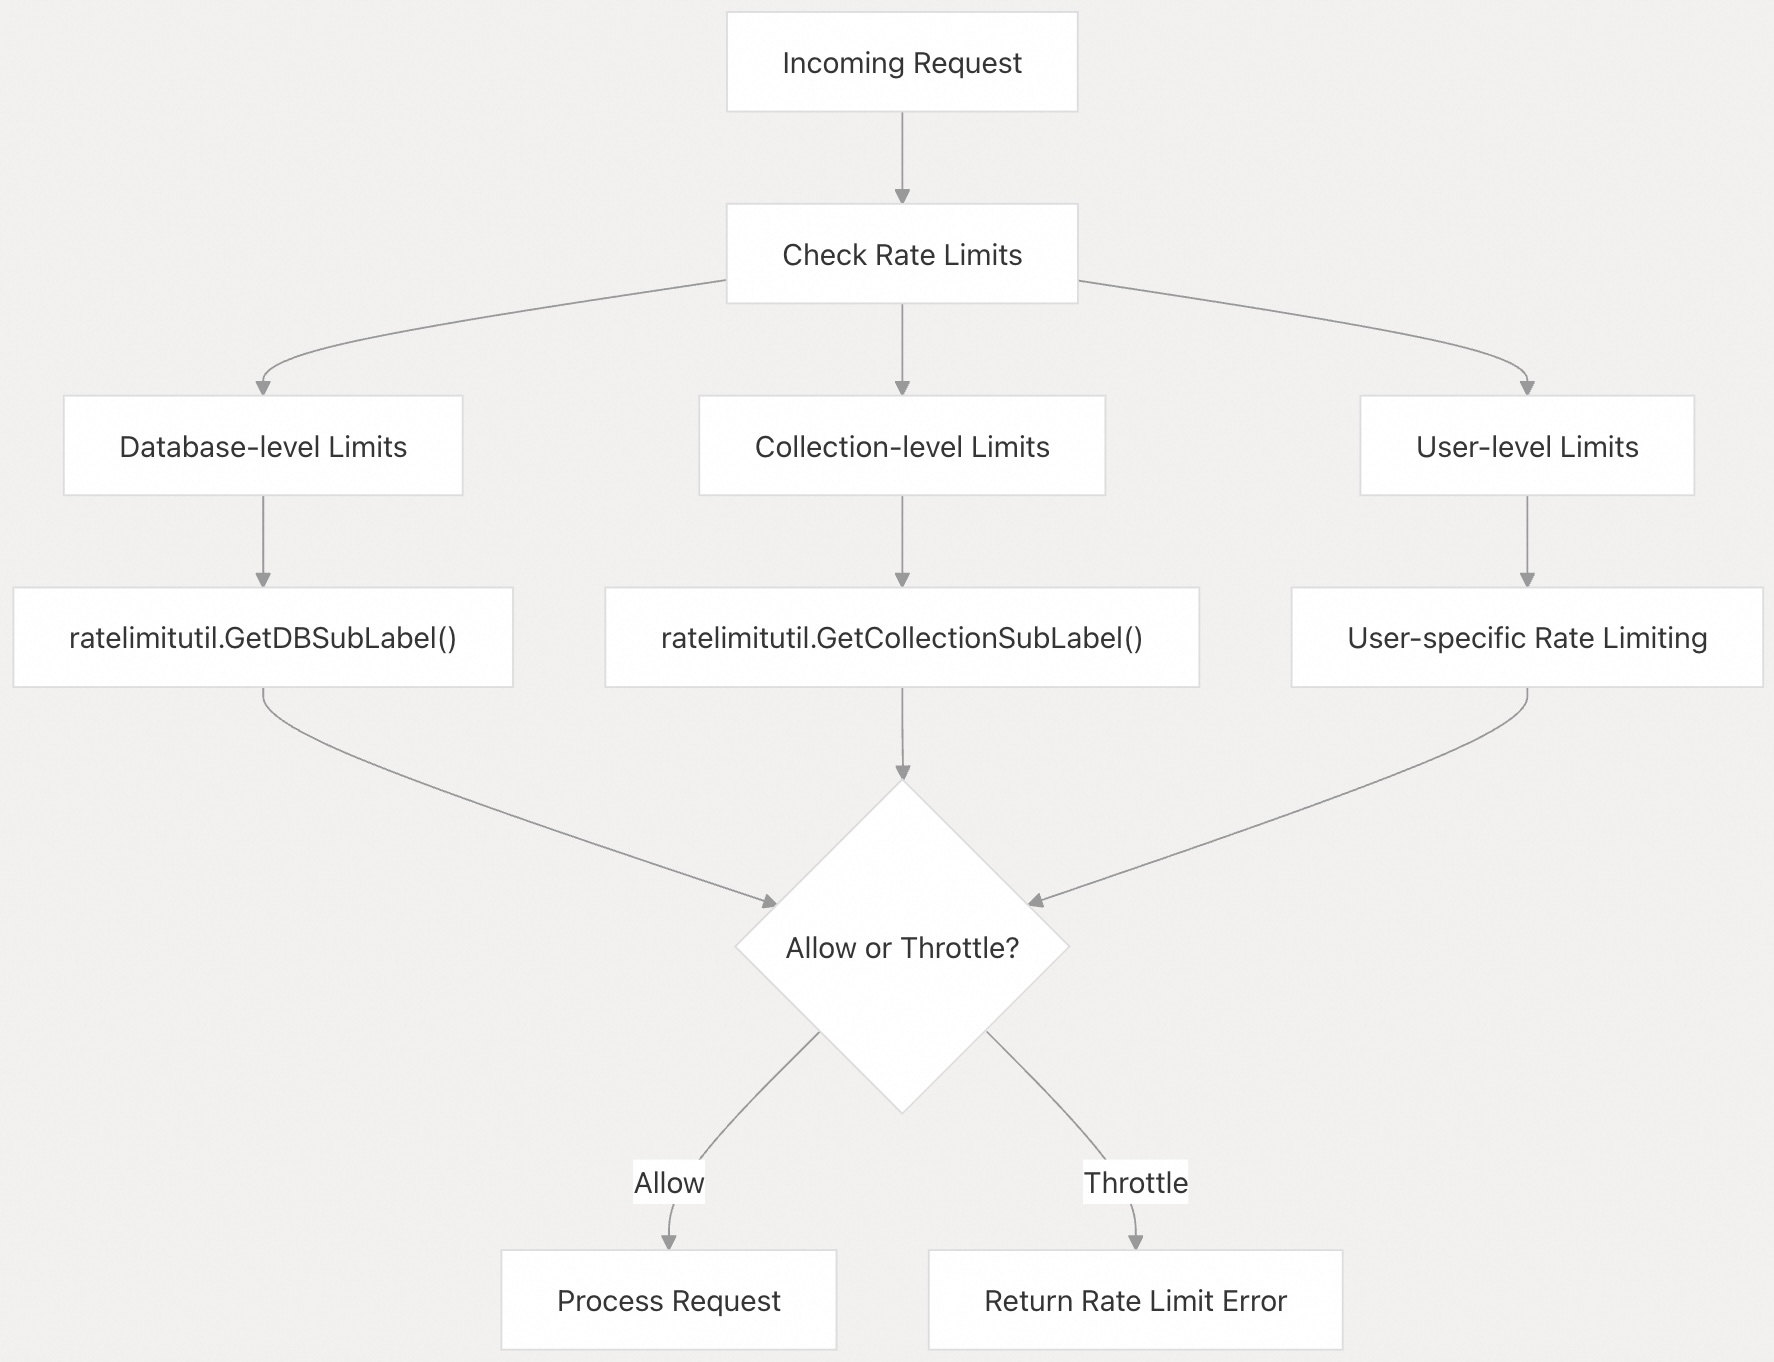 Incoming Request
Check Rate Limits
Database-level Limits
Collection-level Limits
User-level Limits
ratelimitutil.GetDBSubLabel()
ratelimitutil.GetCollectionSubLabel()
User-specific Rate Limiting
Allow or Throttle?
Allow
Throttle
Process Request
Return Rate Limit Error